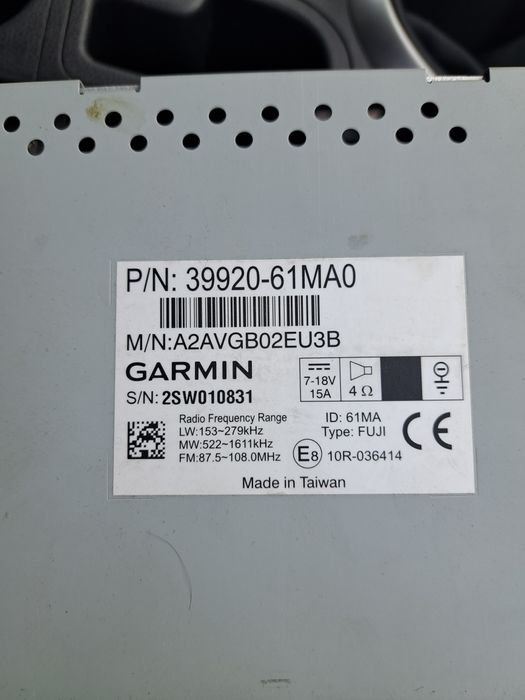 P/N: 39920-61MA0
M/N:A2AVGB02EU3B
GARMIN
S/N: 2SW010831
7-18V
15A
4 Ω
Radio Frequency Range
LW:153~279kHz
MW:522~1611kHz
FM:87.5~108.0MHz
ID: 61MA
Type: FUJI
CE
E8 10R-036414
Made in Taiwan